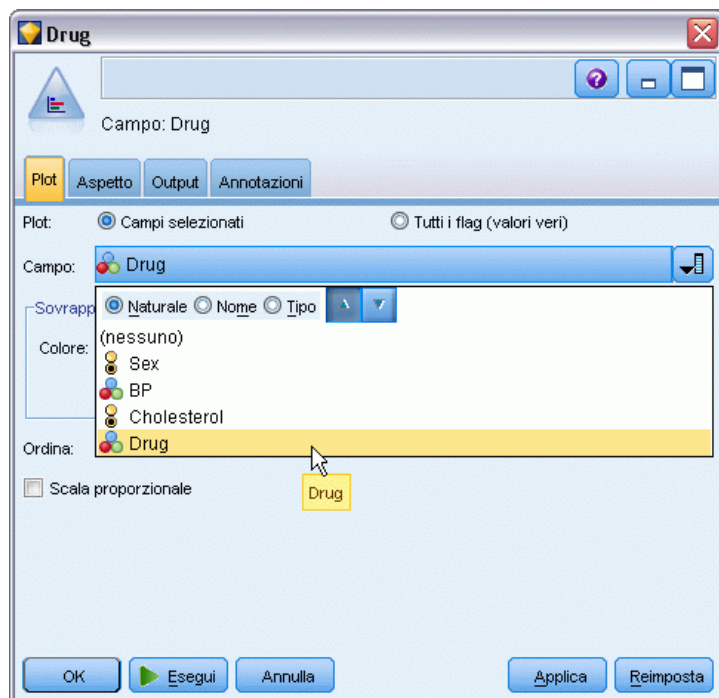 Drug
Campo: Drug
Plot Aspetto Output Annotazioni
Plot: Campi selezionati Tutti i flag (valori veri)
Campo: Drug
Sovrapp Naturale Nome Tipo
(nessuno)
Colore: Sex
BP
Cholesterol
Ordina: Drug
Scala proporzionale Drug
OK Esegui Annulla Applica Reimposta